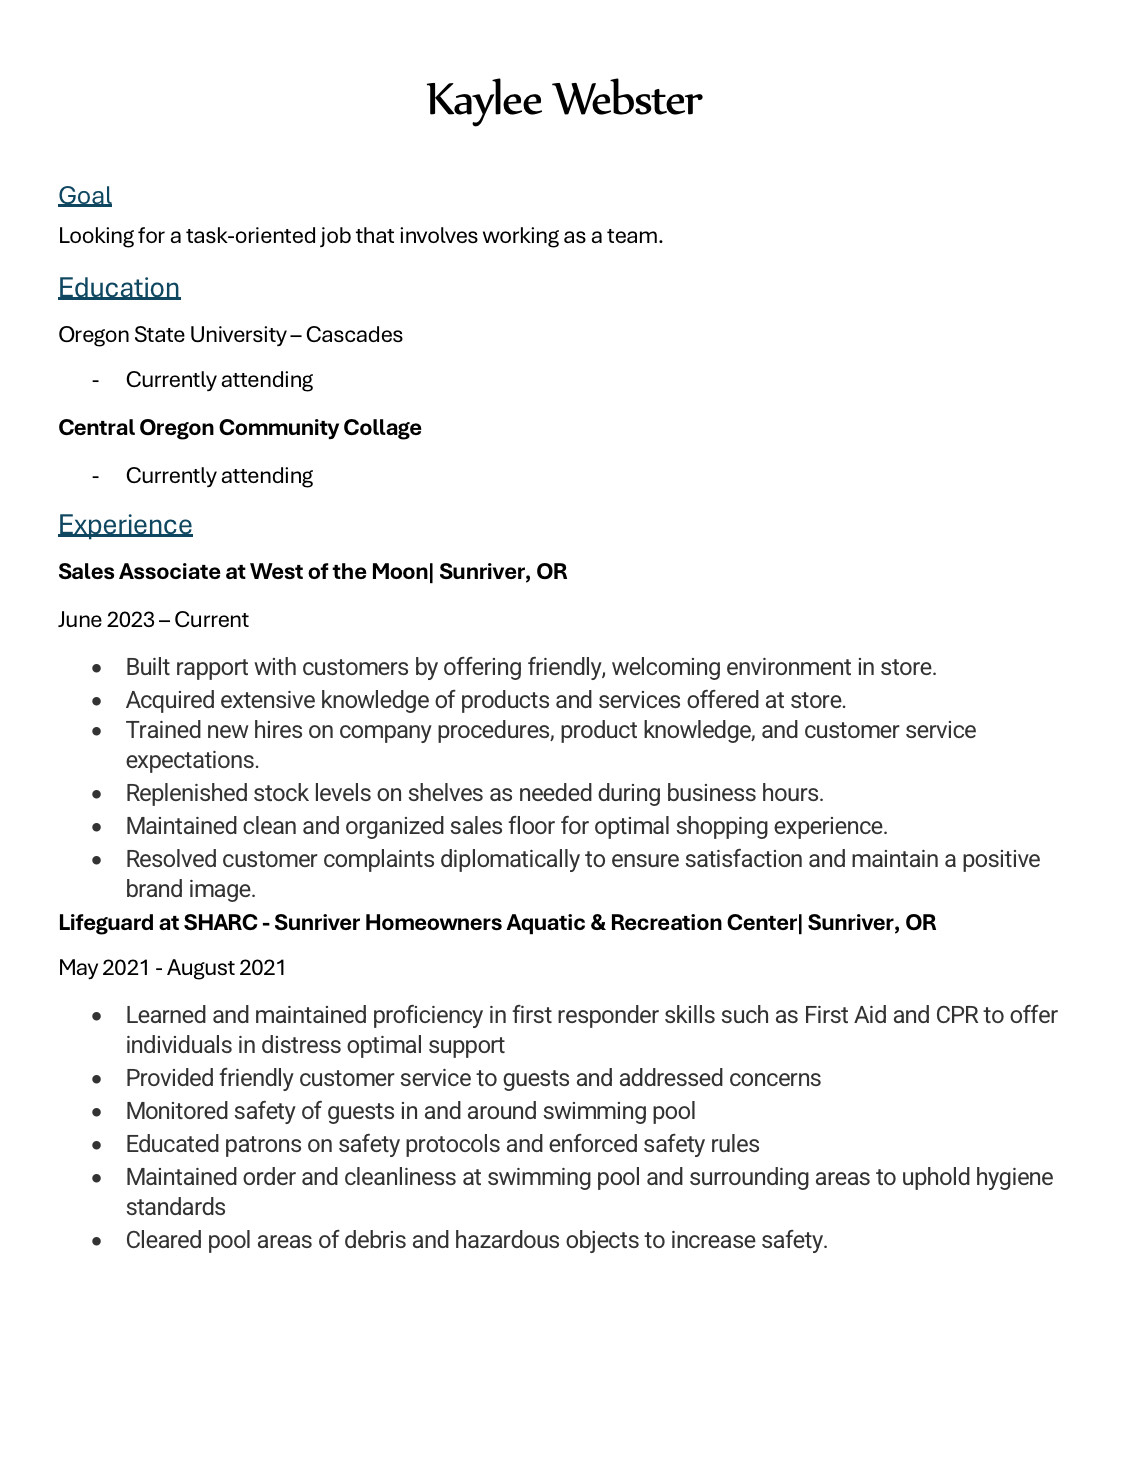 Kaylee Webster
Goal
Looking for a task-oriented job that involves working as a team.
Education
Oregon State University – Cascades
- Currently attending
Central Oregon Community Collage
- Currently attending
Experience
Sales Associate at West of the Moon| Sunriver, OR
June 2023 – Current
• Built rapport with customers by offering friendly, welcoming environment in store.
• Acquired extensive knowledge of products and services offered at store.
• Trained new hires on company procedures, product knowledge, and customer service
expectations.
• Replenished stock levels on shelves as needed during business hours.
• Maintained clean and organized sales floor for optimal shopping experience.
• Resolved customer complaints diplomatically to ensure satisfaction and maintain a positive
brand image.
Lifeguard at SHARC - Sunriver Homeowners Aquatic & Recreation Center| Sunriver, OR
May 2021 - August 2021
• Learned and maintained proficiency in first responder skills such as First Aid and CPR to offer
individuals in distress optimal support
• Provided friendly customer service to guests and addressed concerns
• Monitored safety of guests in and around swimming pool
• Educated patrons on safety protocols and enforced safety rules
• Maintained order and cleanliness at swimming pool and surrounding areas to uphold hygiene
standards
• Cleared pool areas of debris and hazardous objects to increase safety.